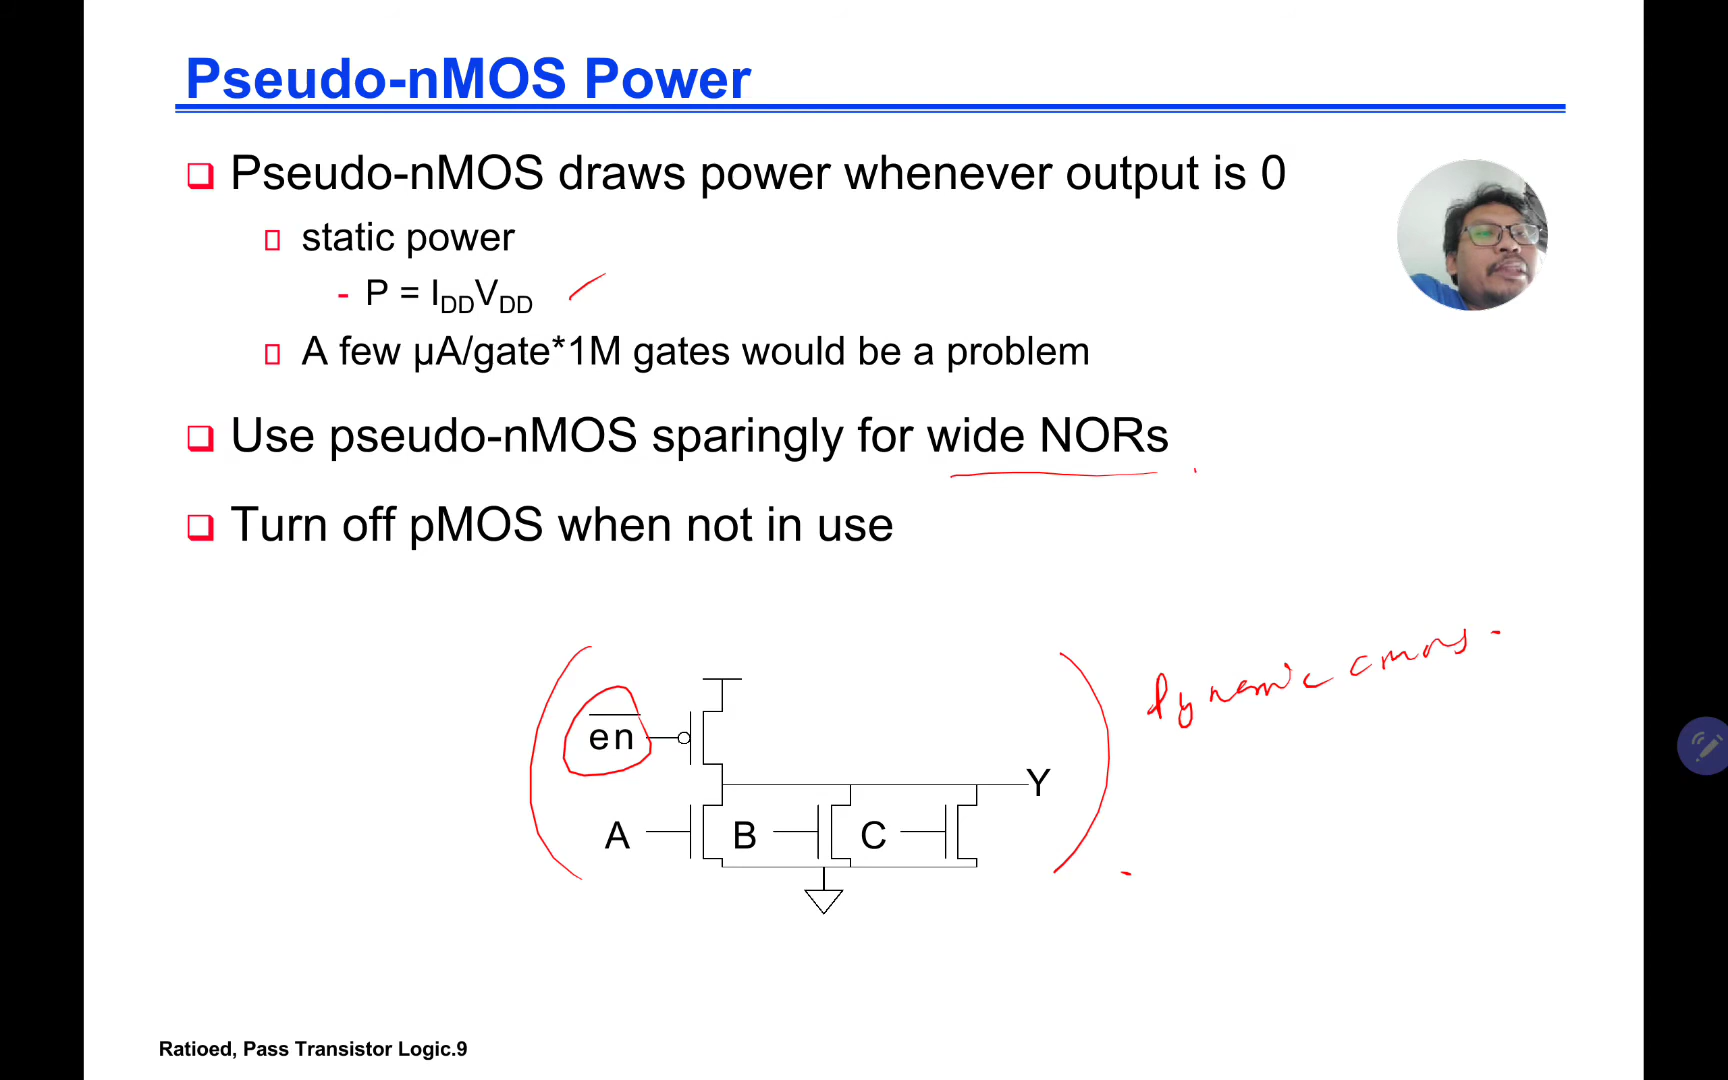 Pseudo-nMOS Power
Pseudo-nMOS draws power whenever output is 0
static power
- P = I_DD V_DD
A few µA/gate*1M gates would be a problem
Use pseudo-nMOS sparingly for wide NORs
Turn off pMOS when not in use
Dynamic cmos.
en
Y
A B C
Ratioed, Pass Transistor Logic.9